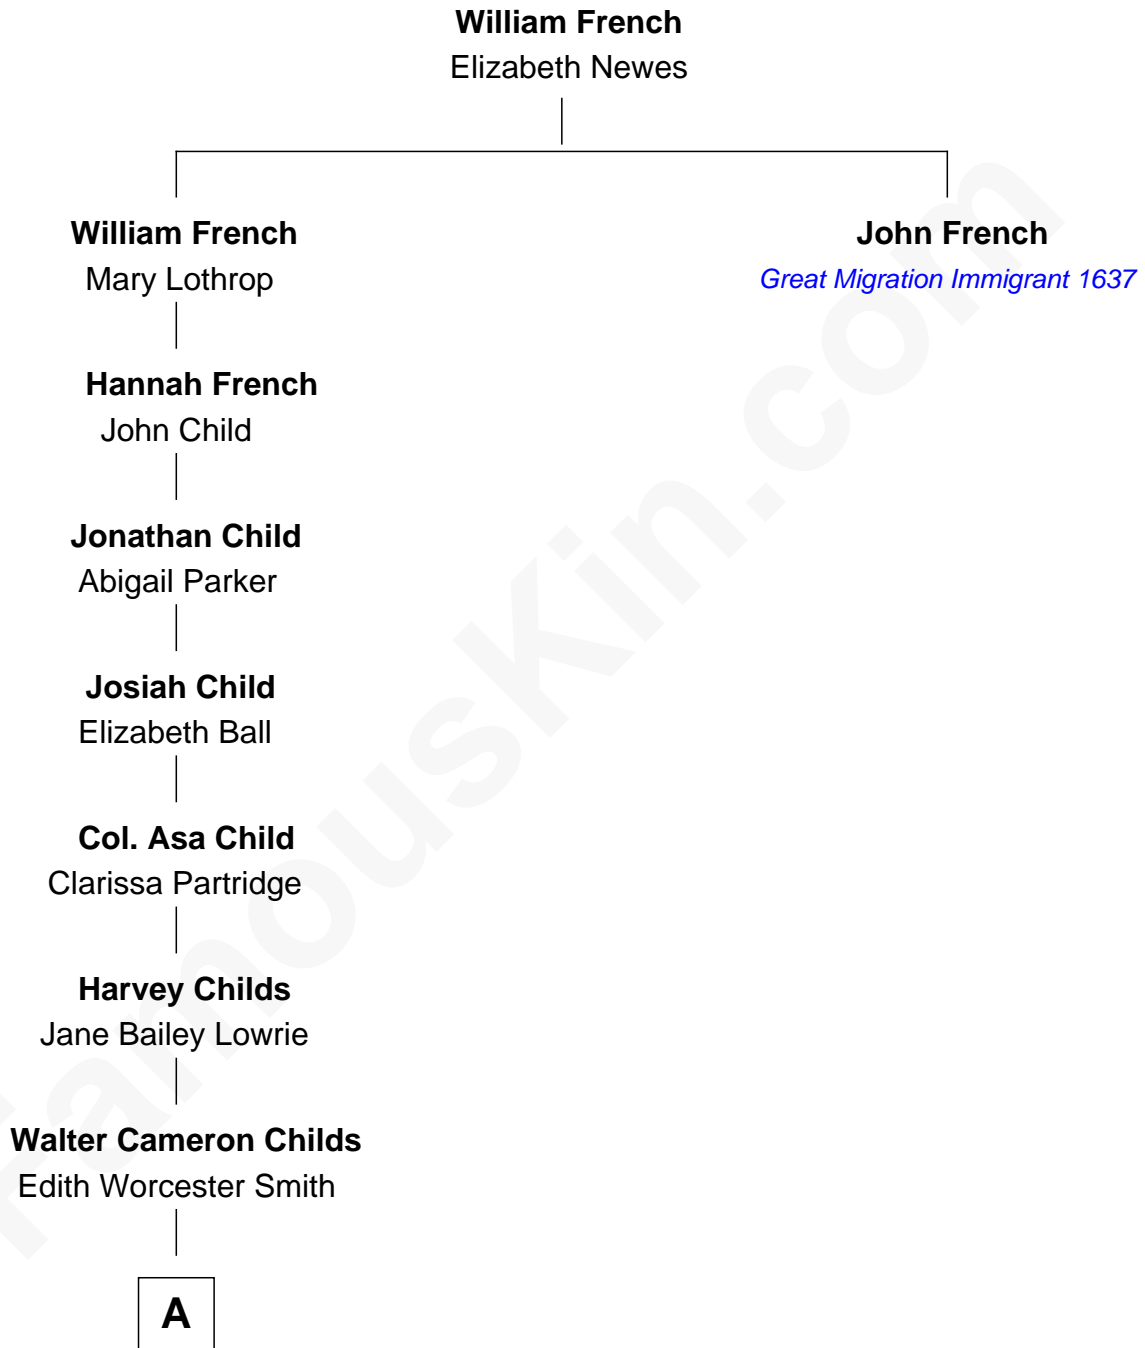 William French
Elizabeth Newes
William French
Mary Lothrop
John French
Great Migration Immigrant 1637
Hannah French
John Child
Jonathan Child
Abigail Parker
Josiah Child
Elizabeth Ball
Col. Asa Child
Clarissa Partridge
Harvey Childs
Jane Bailey Lowrie
Walter Cameron Childs
Edith Worcester Smith
A
FamousKin.com